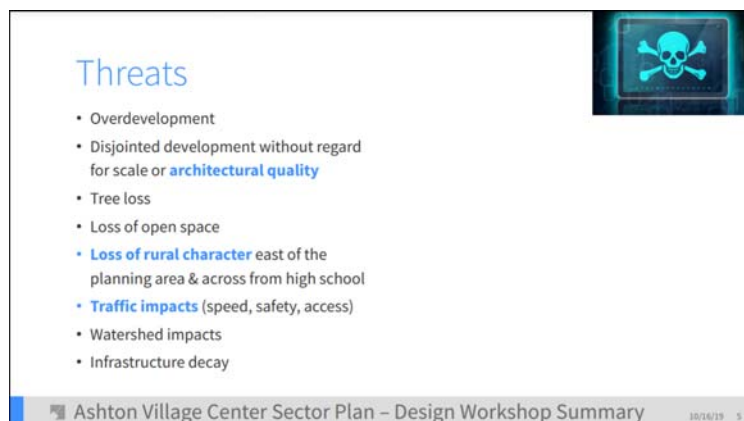 Threats
• Overdevelopment
• Disjointed development without regard
for scale or architectural quality
• Tree loss
• Loss of open space
• Loss of rural character east of the
planning area & across from high school
• Traffic impacts (speed, safety, access)
• Watershed impacts
• Infrastructure decay
Ashton Village Center Sector Plan – Design Workshop Summary 10/16/19 5